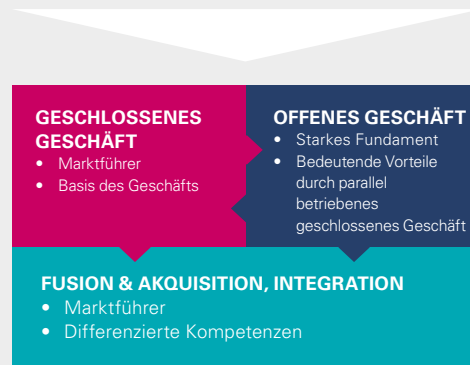 GESCHLOSSENES
GESCHÄFT
• Marktführer
• Basis des Geschäfts
OFFENES GESCHÄFT
• Starkes Fundament
• Bedeutende Vorteile
durch parallel
betriebenes
geschlossenes Geschäft
FUSION & AKQUISITION, INTEGRATION
• Marktführer
• Differenzierte Kompetenzen